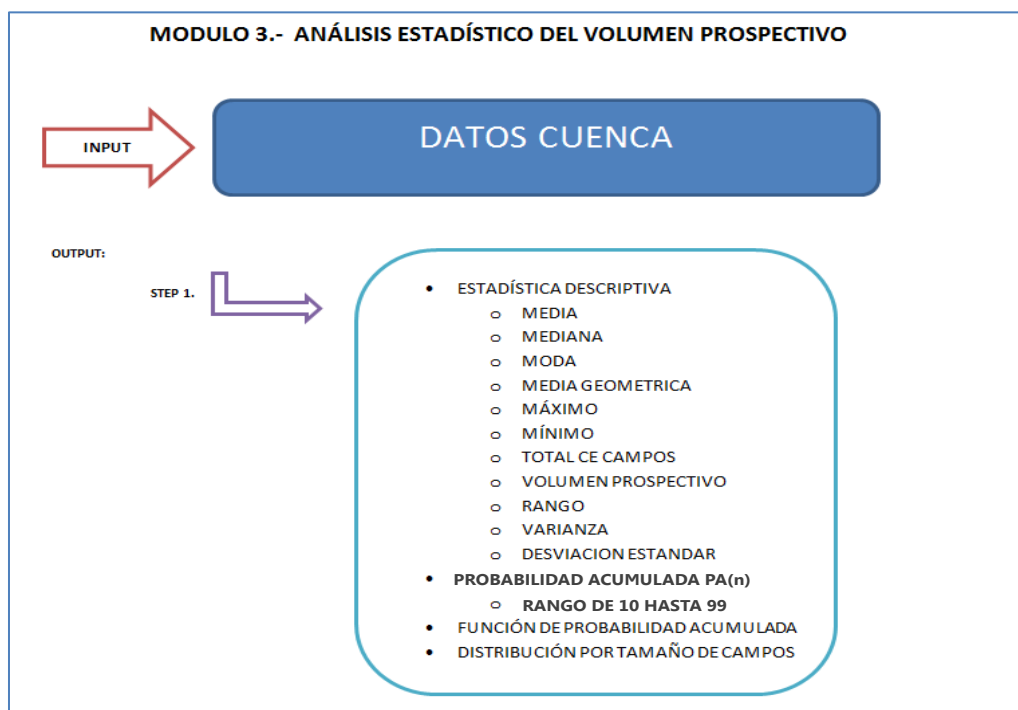 MODULO 3.- ANÁLISIS ESTADÍSTICO DEL VOLUMEN PROSPECTIVO
INPUT
DATOS CUENCA
OUTPUT:
STEP 1.
• ESTADÍSTICA DESCRIPTIVA
o MEDIA
o MEDIANA
o MODA
o MEDIA GEOMETRICA
o MÁXIMO
o MÍNIMO
o TOTAL CE CAMPOS
o VOLUMEN PROSPECTIVO
o RANGO
o VARIANZA
o DESVIACION ESTANDAR
• PROBABILIDAD ACUMULADA PA(n)
o RANGO DE 10 HASTA 99
• FUNCIÓN DE PROBABILIDAD ACUMULADA
• DISTRIBUCIÓN POR TAMAÑO DE CAMPOS